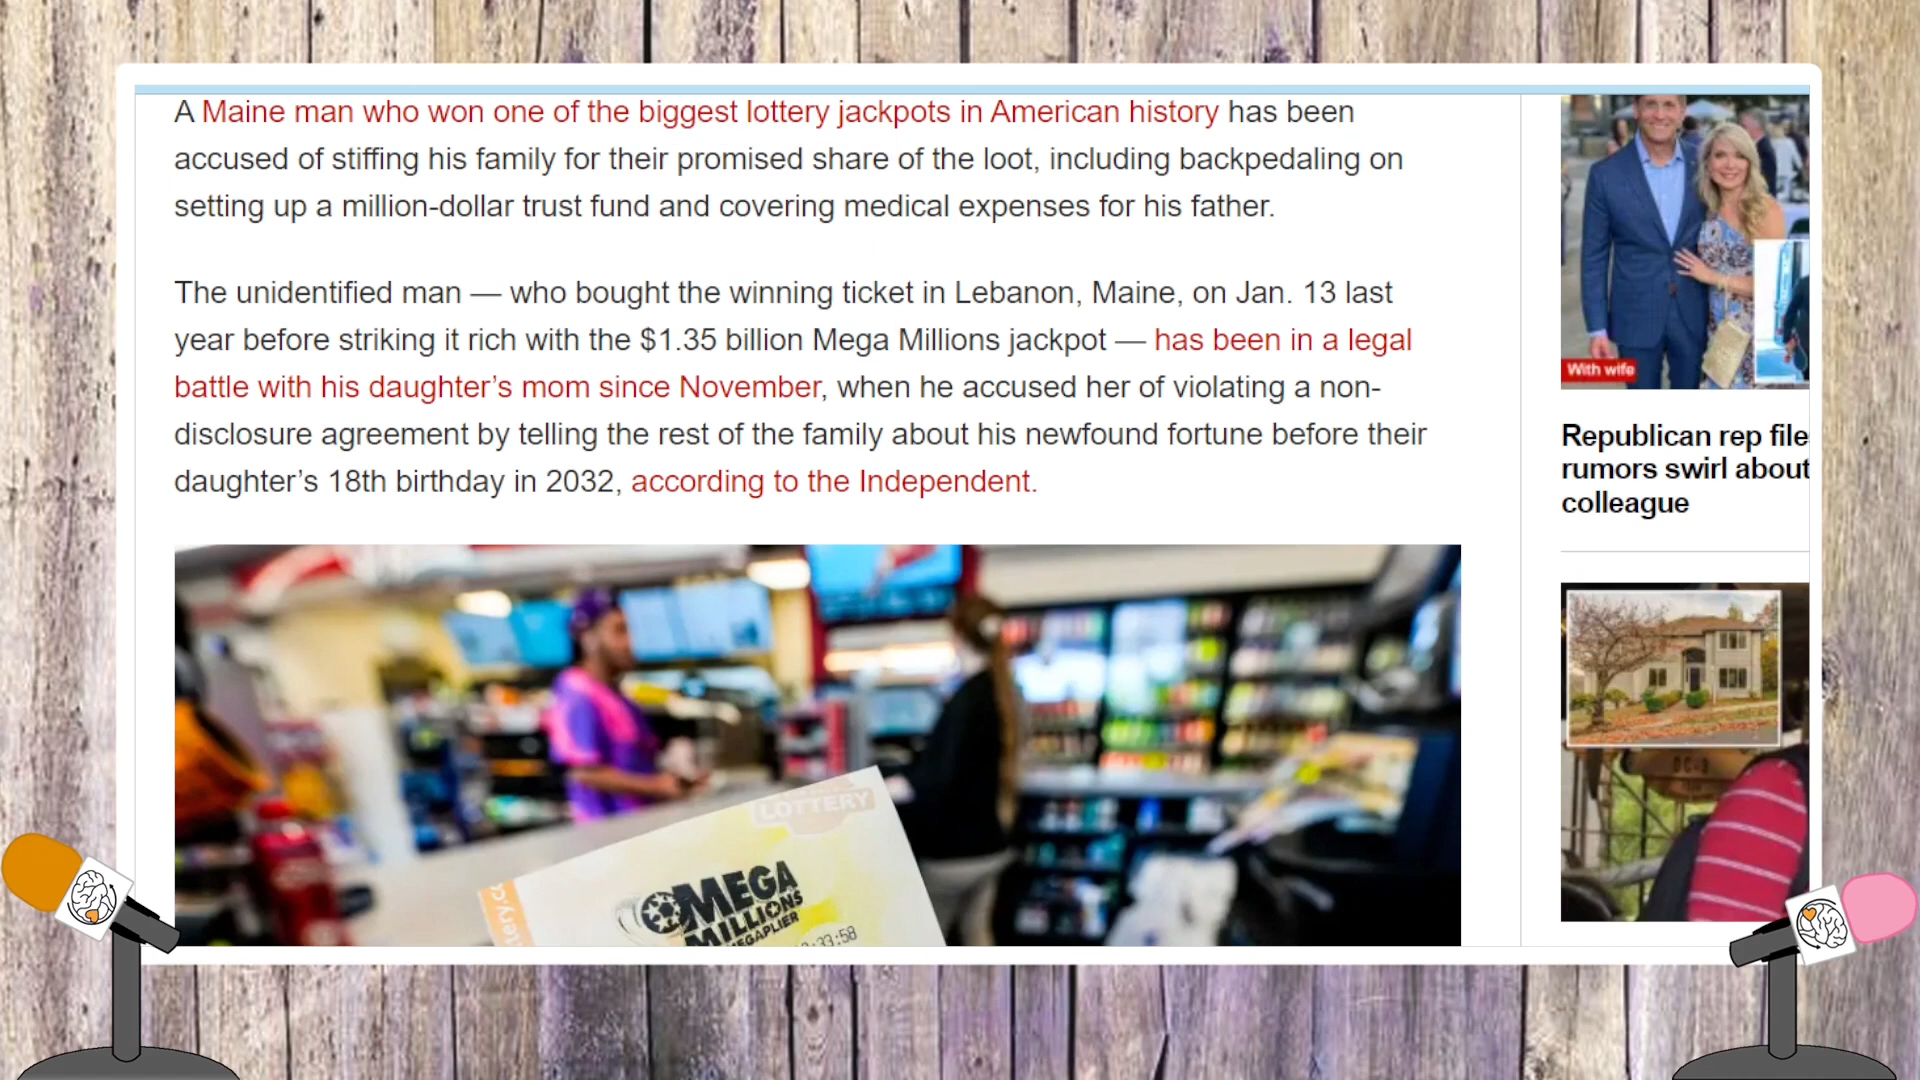 A Maine man who won one of the biggest lottery jackpots in American history has been
accused of stiffing his family for their promised share of the loot, including backpedaling on
setting up a million-dollar trust fund and covering medical expenses for his father.
The unidentified man — who bought the winning ticket in Lebanon, Maine, on Jan. 13 last
year before striking it rich with the $1.35 billion Mega Millions jackpot — has been in a legal
battle with his daughter’s mom since November, when he accused her of violating a non-
disclosure agreement by telling the rest of the family about his newfound fortune before their
daughter’s 18th birthday in 2032, according to the Independent.
LOTTERY
MEGA
MILLIONS
MEGAPLIER
With wife
Republican rep file
rumors swirl about
colleague
DC-3